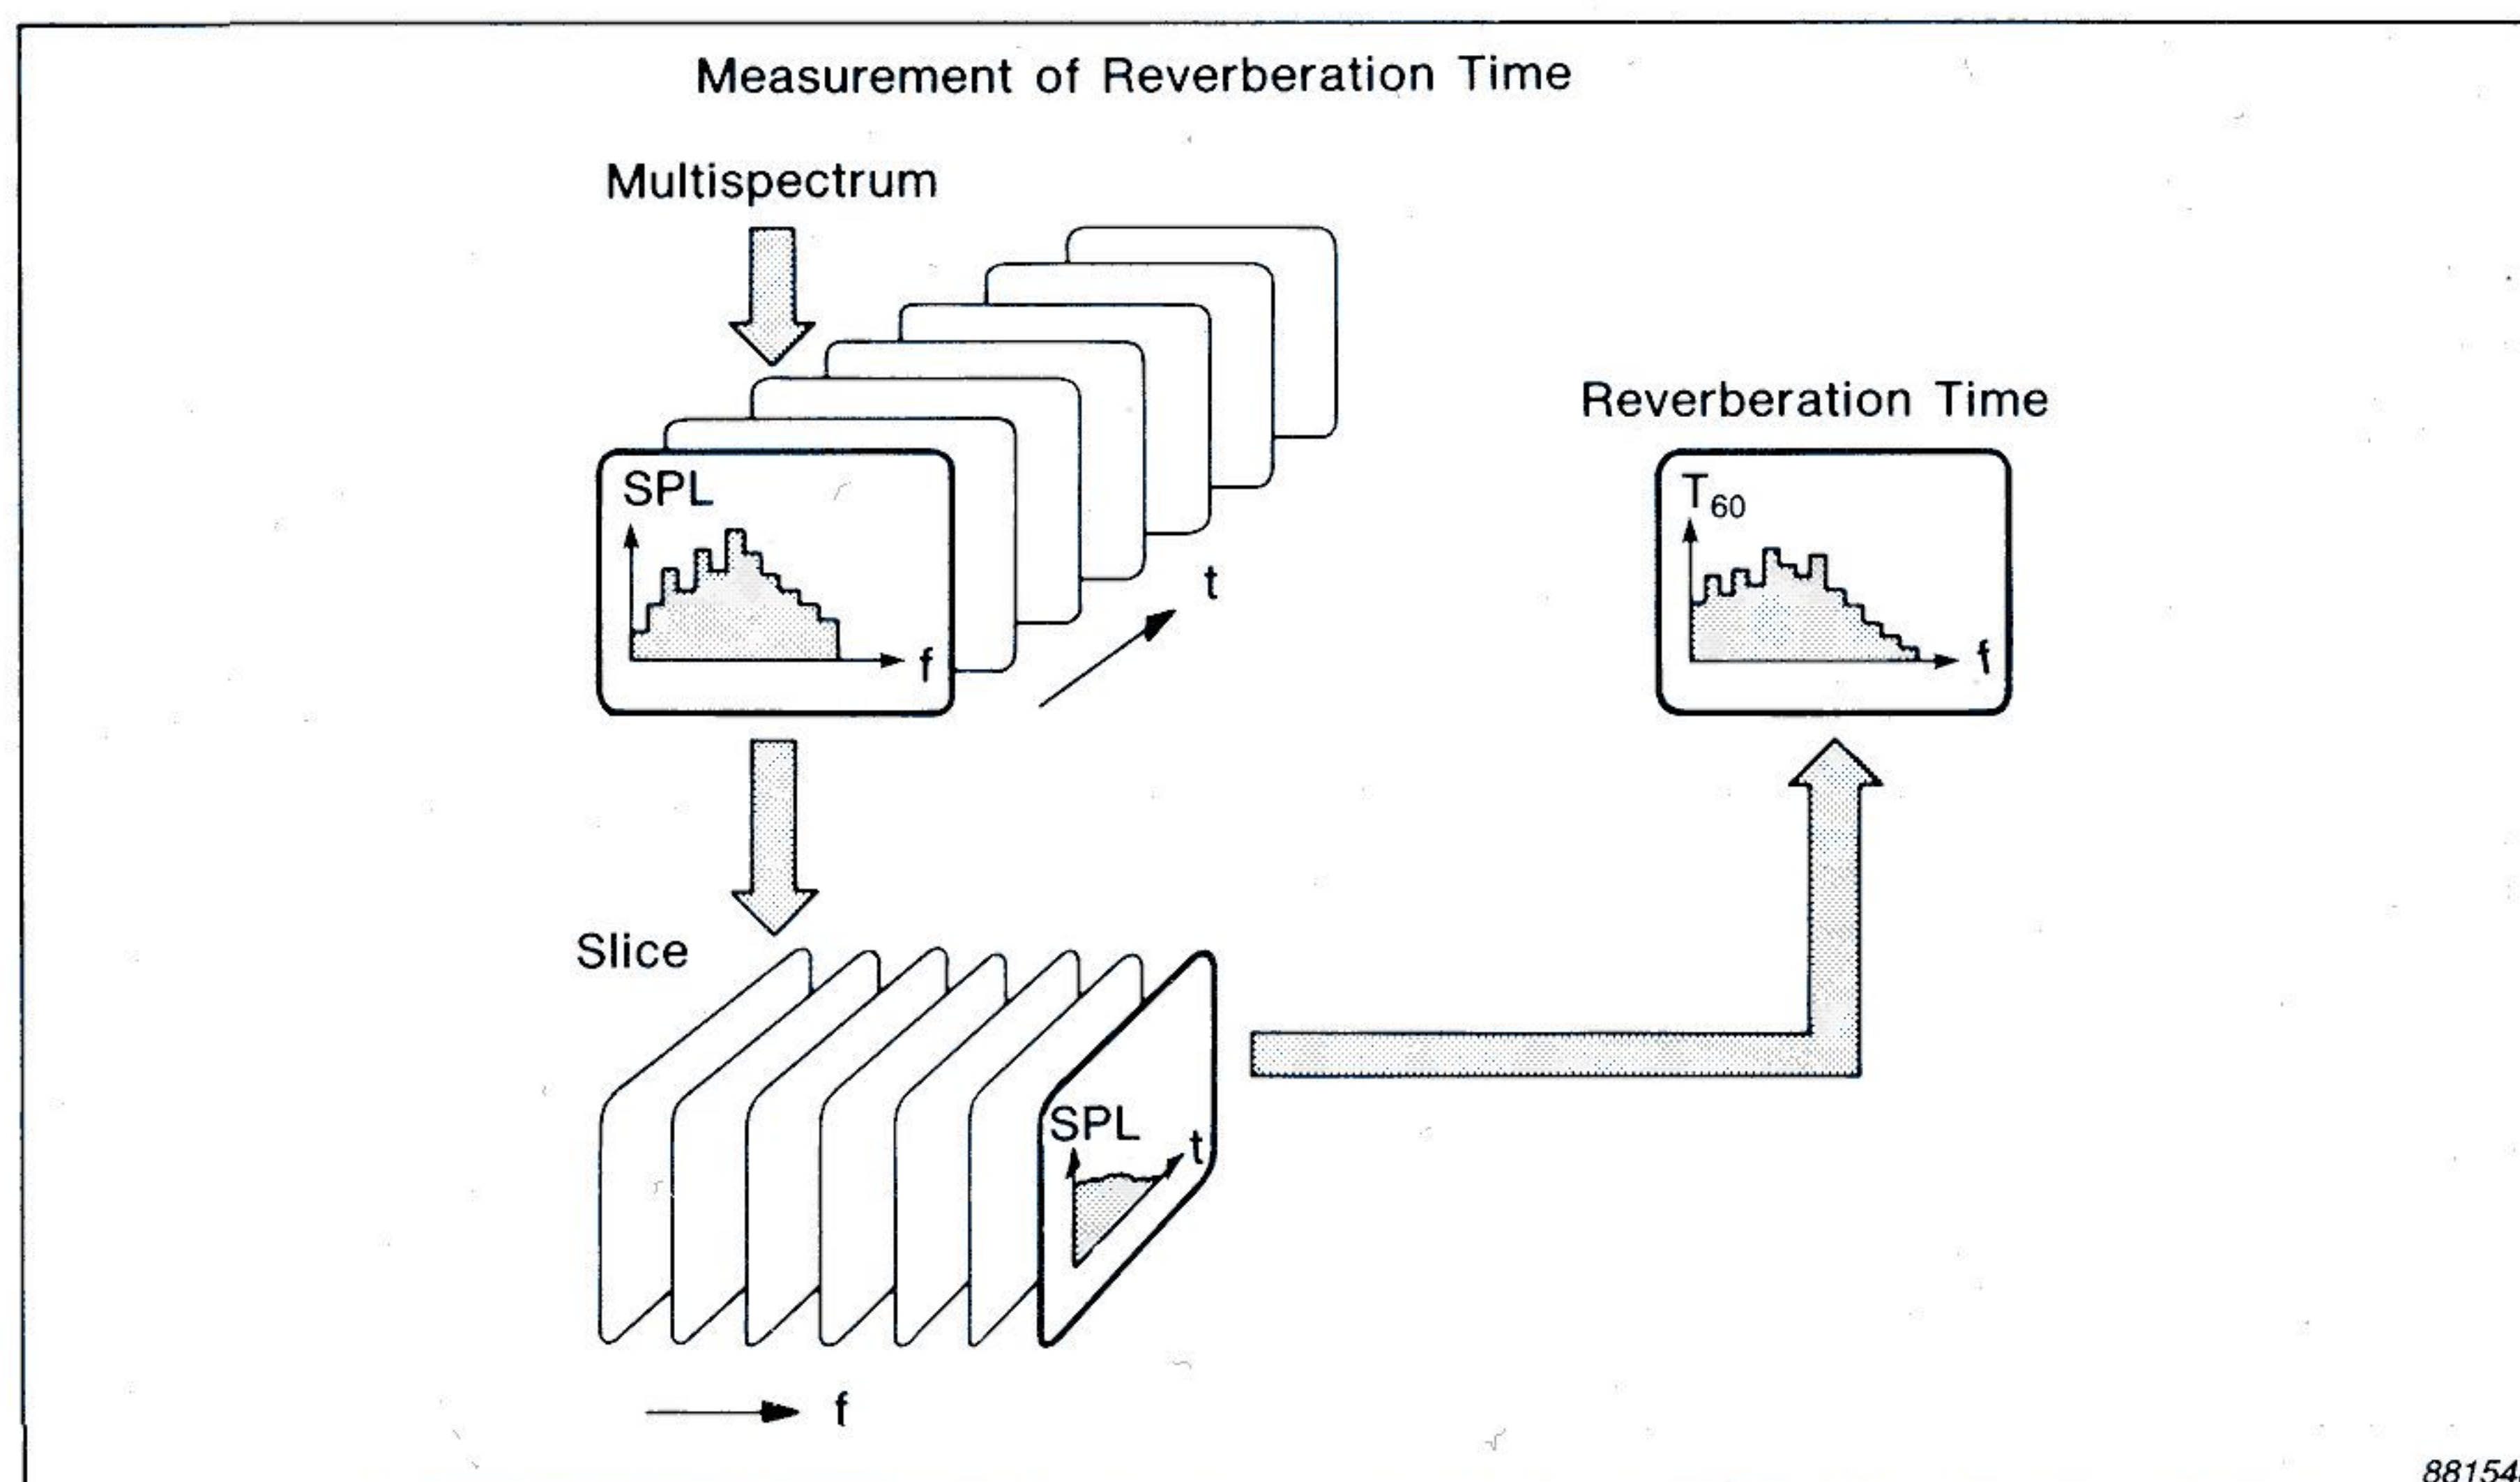 Measurement of Reverberation Time
Multispectrum
SPL
f
t
Reverberation Time
T60
f
Slice
SPL
t
f
88154